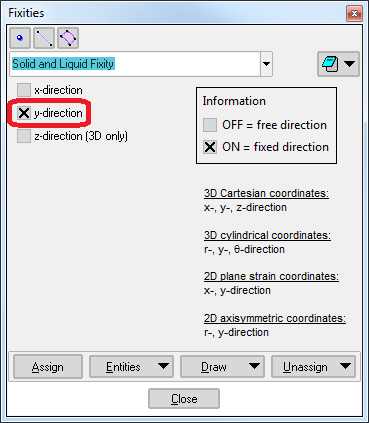 Fixities
Solid and Liquid Fixity
x-direction
y-direction
z-direction (3D only)
Information
OFF = free direction
ON = fixed direction
3D Cartesian coordinates:
x-, y-, z-direction
3D cylindrical coordinates:
r-, y-, θ-direction
2D plane strain coordinates:
x-, y-direction
2D axisymmetric coordinates:
r-, y-direction
Assign Entities Draw Unassign
Close